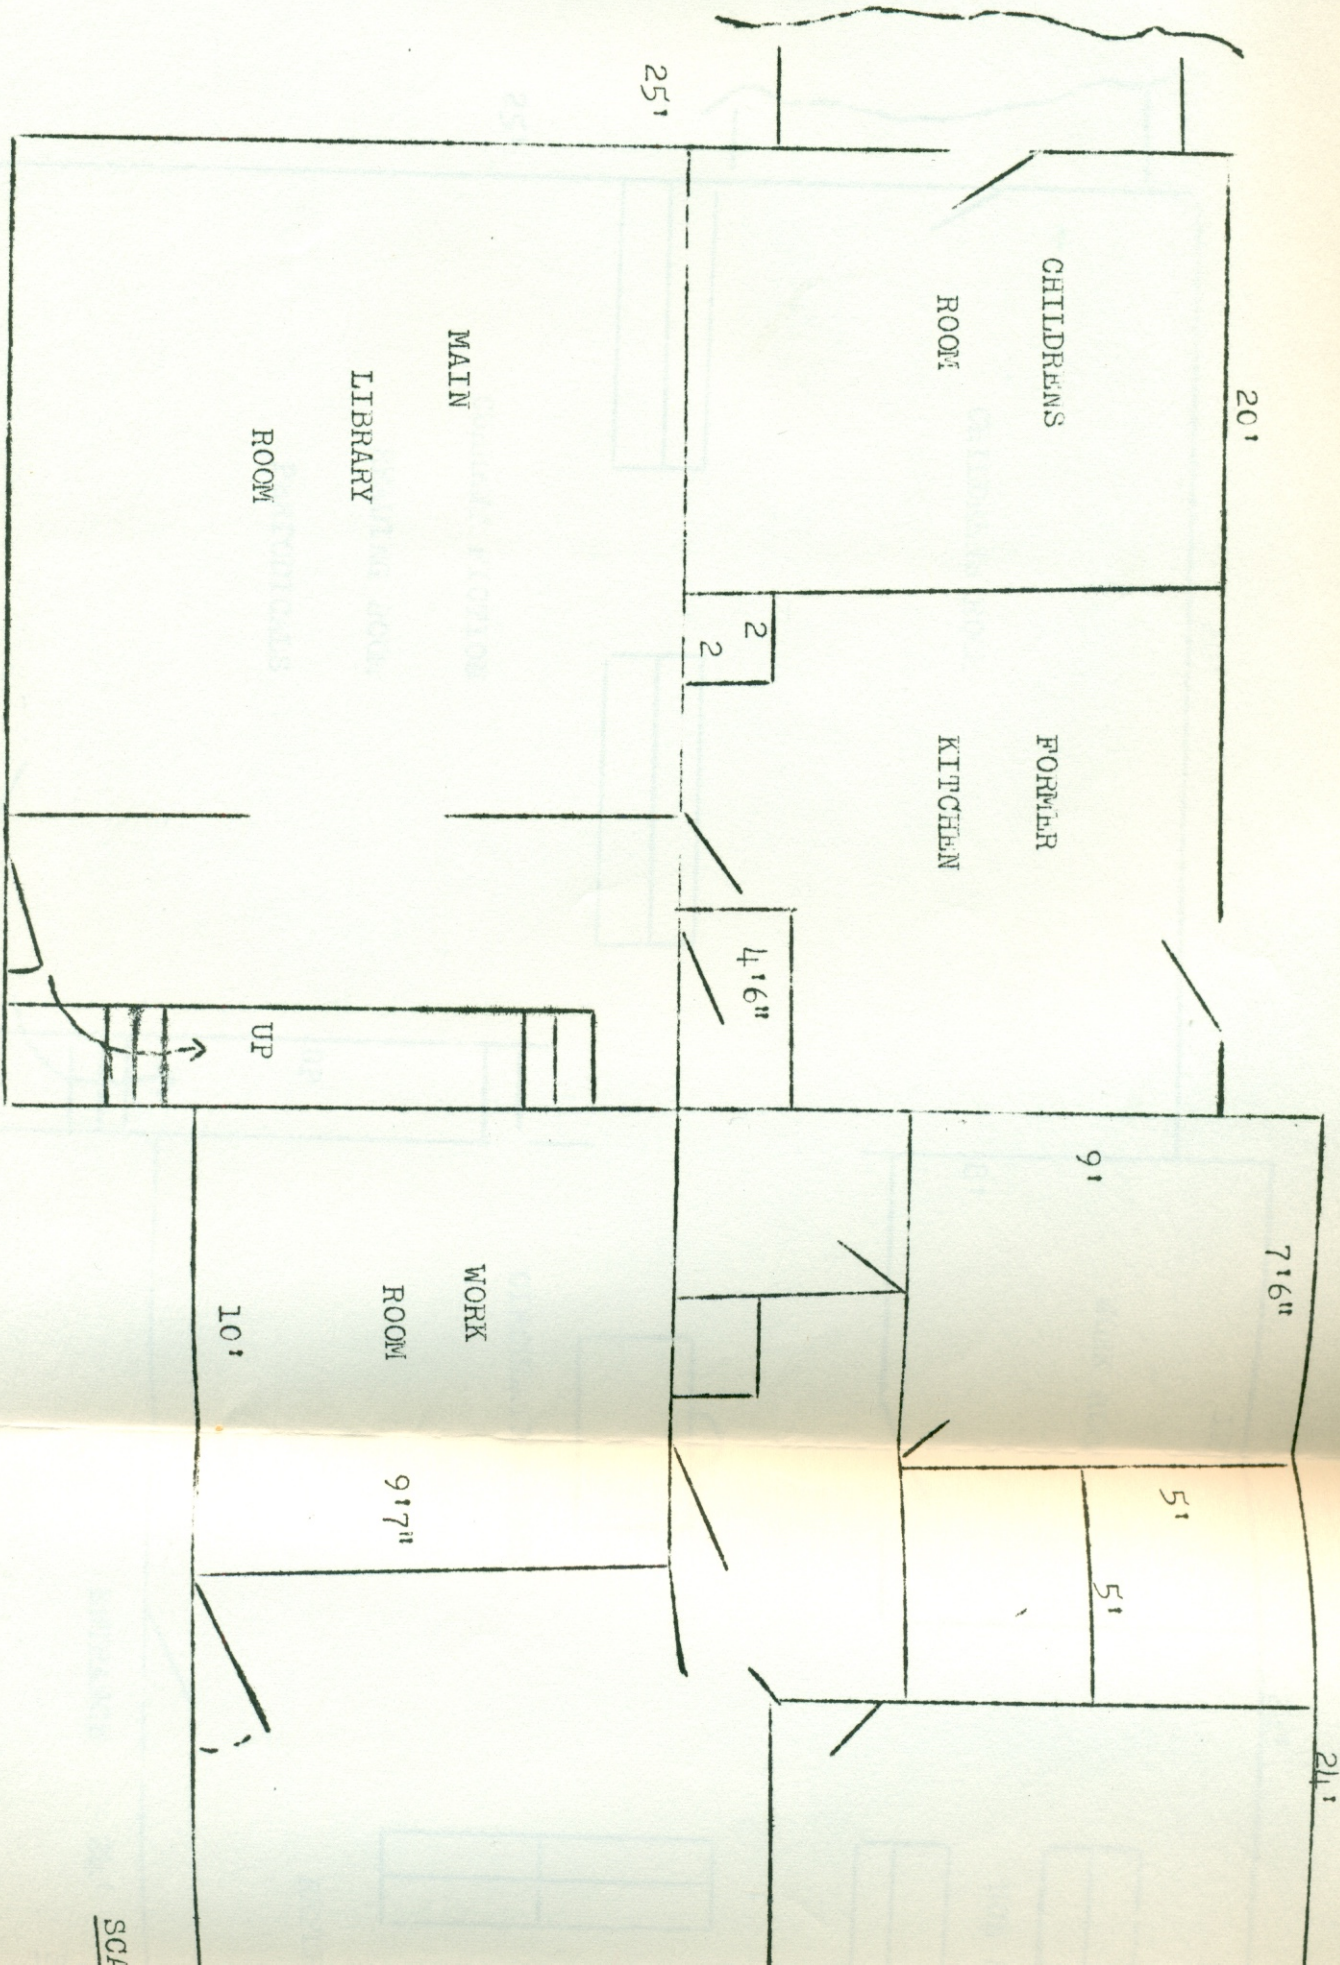 20'
25'
CHILDRENS
ROOM
MAIN
LIBRARY
ROOM
2
2
FORMER
KITCHEN
4'6"
UP
9'
7'6"
WORK
ROOM
10'
9'7"
5'
5'
24'